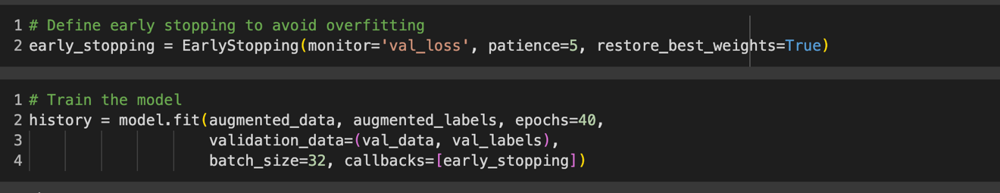 1 # Define early stopping to avoid overfitting
2 early_stopping = EarlyStopping(monitor='val_loss', patience=5, restore_best_weights=True)
1 # Train the model
2 history = model.fit(augmented_data, augmented_labels, epochs=40,
3                     validation_data=(val_data, val_labels),
4                     batch_size=32, callbacks=[early_stopping])